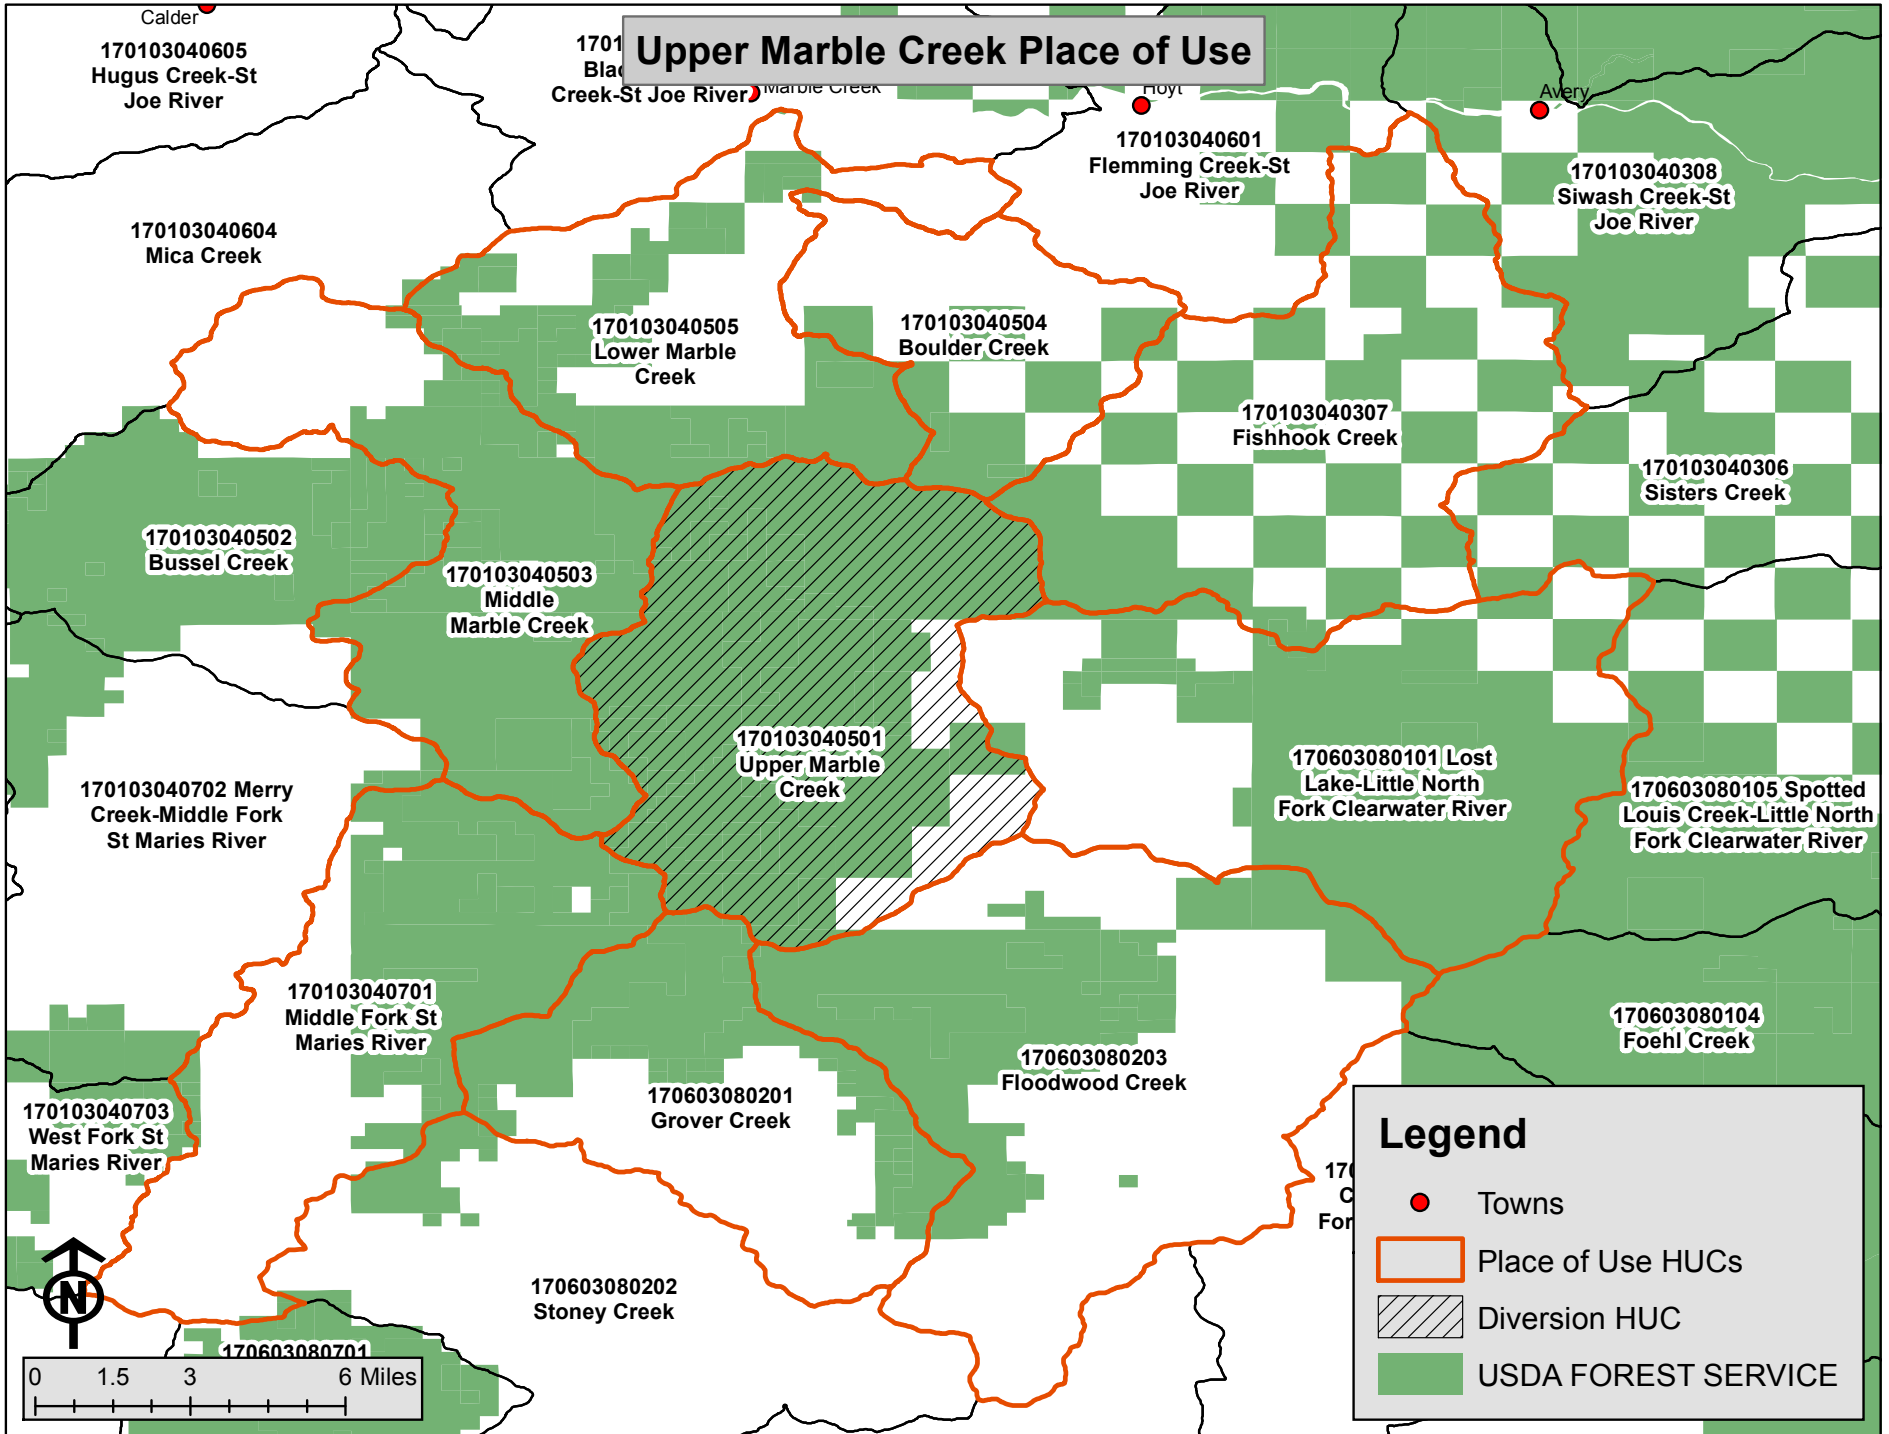 Calder
170103040605
Hugus Creek-St
Joe River
Upper Marble Creek Place of Use
Creek-St Joe River
Marble Creek
Hoyt
Avery
170103040601
Flemming Creek-St
Joe River
170103040308
Siwash Creek-St
Joe River
170103040604
Mica Creek
170103040505
Lower Marble
Creek
170103040504
Boulder Creek
170103040307
Fishhook Creek
170103040306
Sisters Creek
170103040502
Bussel Creek
170103040503
Middle
Marble Creek
170103040501
Upper Marble
Creek
170603080101 Lost
Lake-Little North
Fork Clearwater River
170603080105 Spotted
Louis Creek-Little North
Fork Clearwater River
170103040702 Merry
Creek-Middle Fork
St Maries River
170103040701
Middle Fork St
Maries River
170603080104
Foehl Creek
170603080203
Floodwood Creek
170603080201
Grover Creek
170103040703
West Fork St
Maries River
170603080202
Stoney Creek
170603080701
N
0 1.5 3 6 Miles
Legend
Towns
Place of Use HUCs
Diversion HUC
USDA FOREST SERVICE